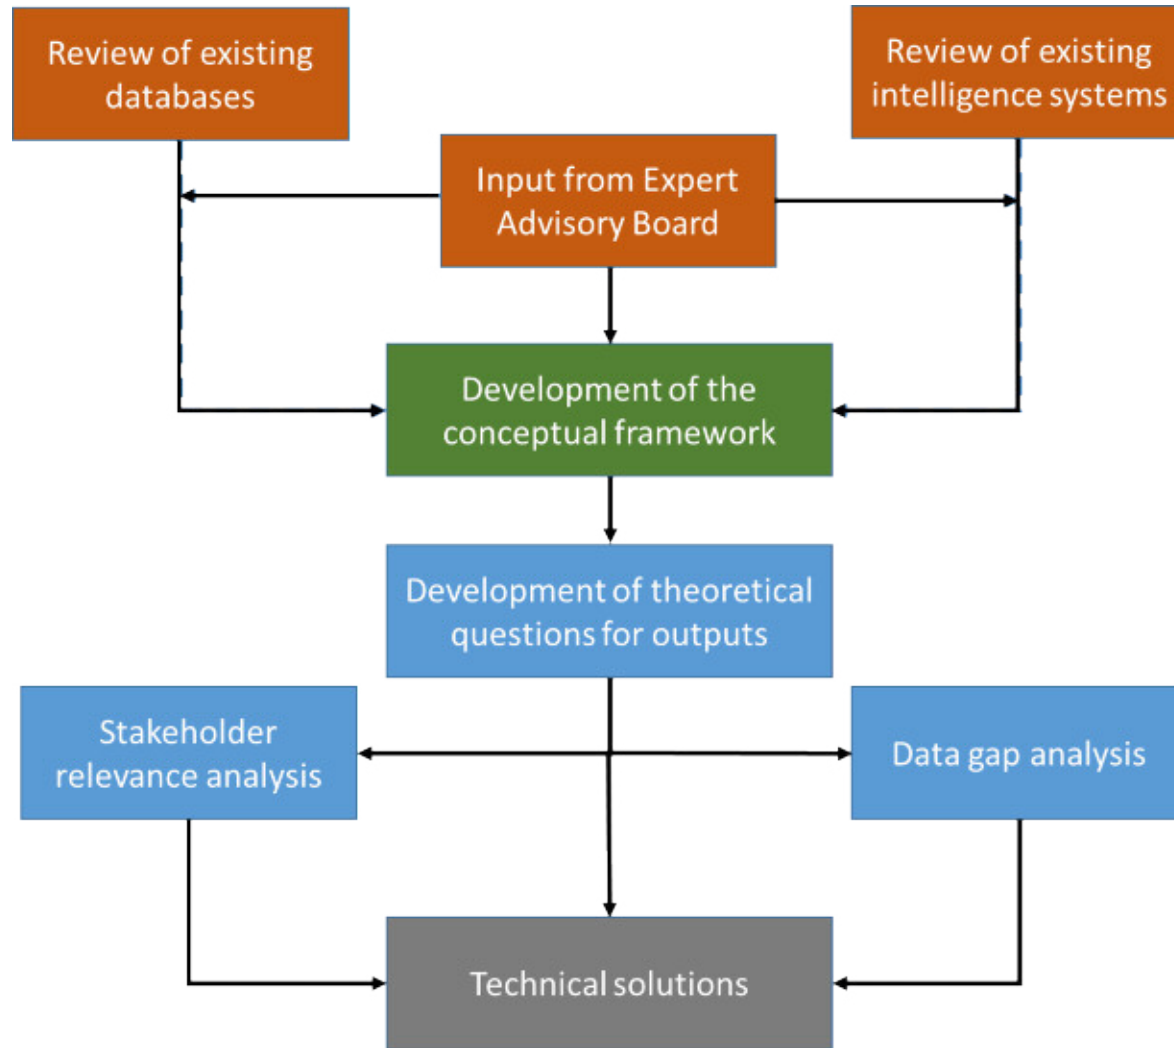 Review of existing
databases
Review of existing
intelligence systems
Input from Expert
Advisory Board
Development of the
conceptual framework
Development of theoretical
questions for outputs
Stakeholder
relevance analysis
Data gap analysis
Technical solutions